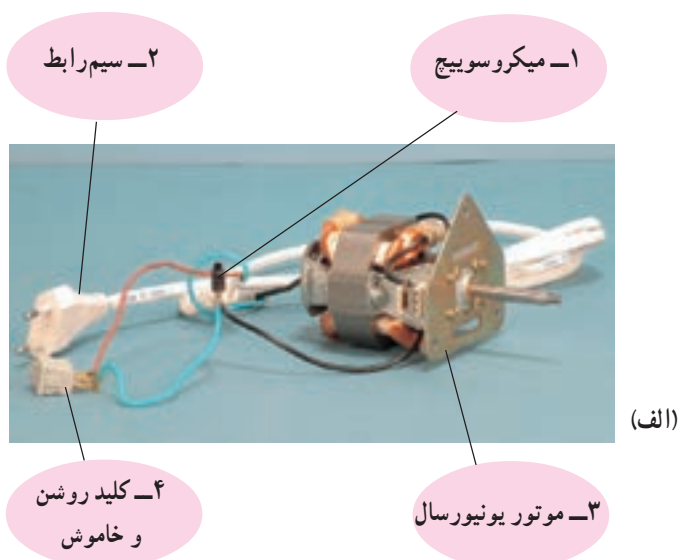 ۱ــ میکروسوییچ
۲ــ سیم‌رابط
(الف)
۳ــ موتور یونیورسال
۴ــ کلید روشن
و خاموش